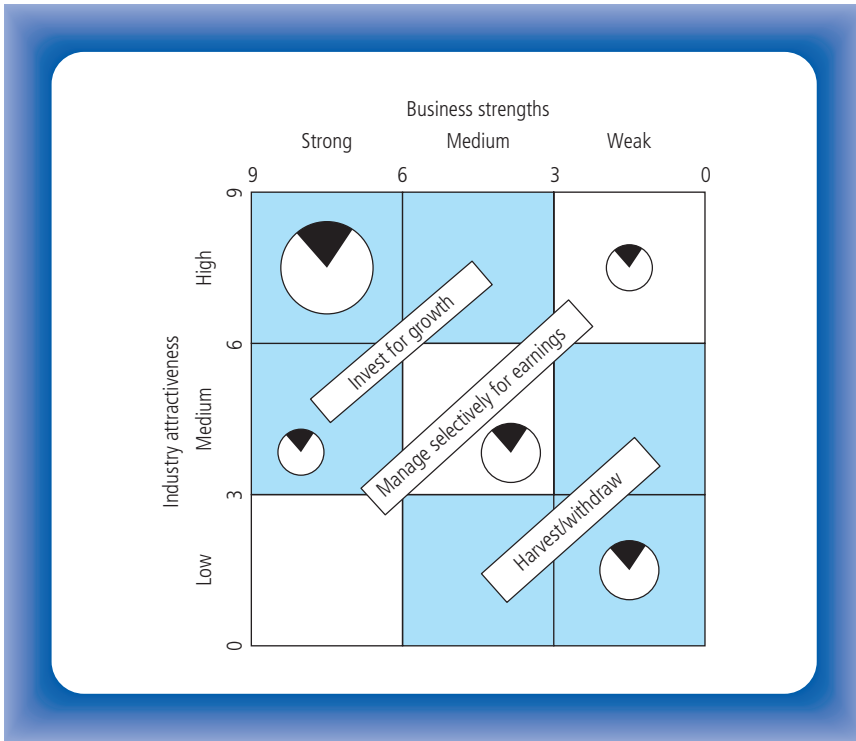 Business strengths
Strong Medium Weak
9 6 3 0
Industry attractiveness
9
High
6
Medium
3
Low
0
Invest for growth
Manage selectively for earnings
Harvest/withdraw